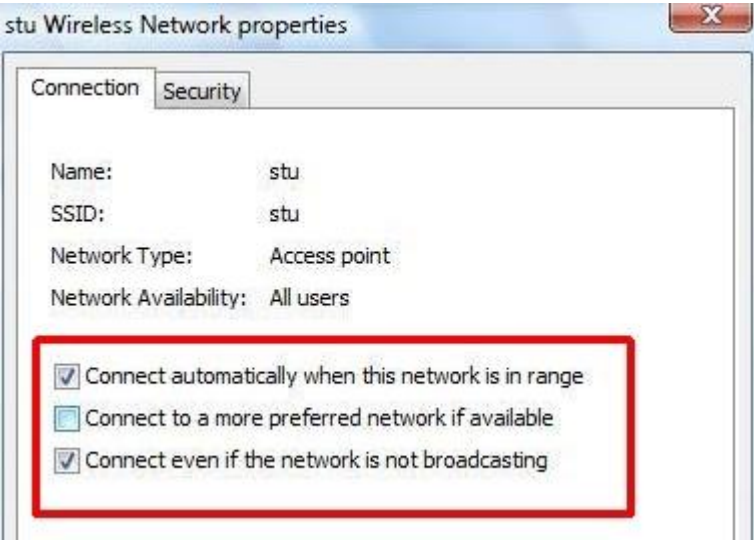 stu Wireless Network properties
Connection Security
Name: stu
SSID: stu
Network Type: Access point
Network Availability: All users
Connect automatically when this network is in range
Connect to a more preferred network if available
Connect even if the network is not broadcasting